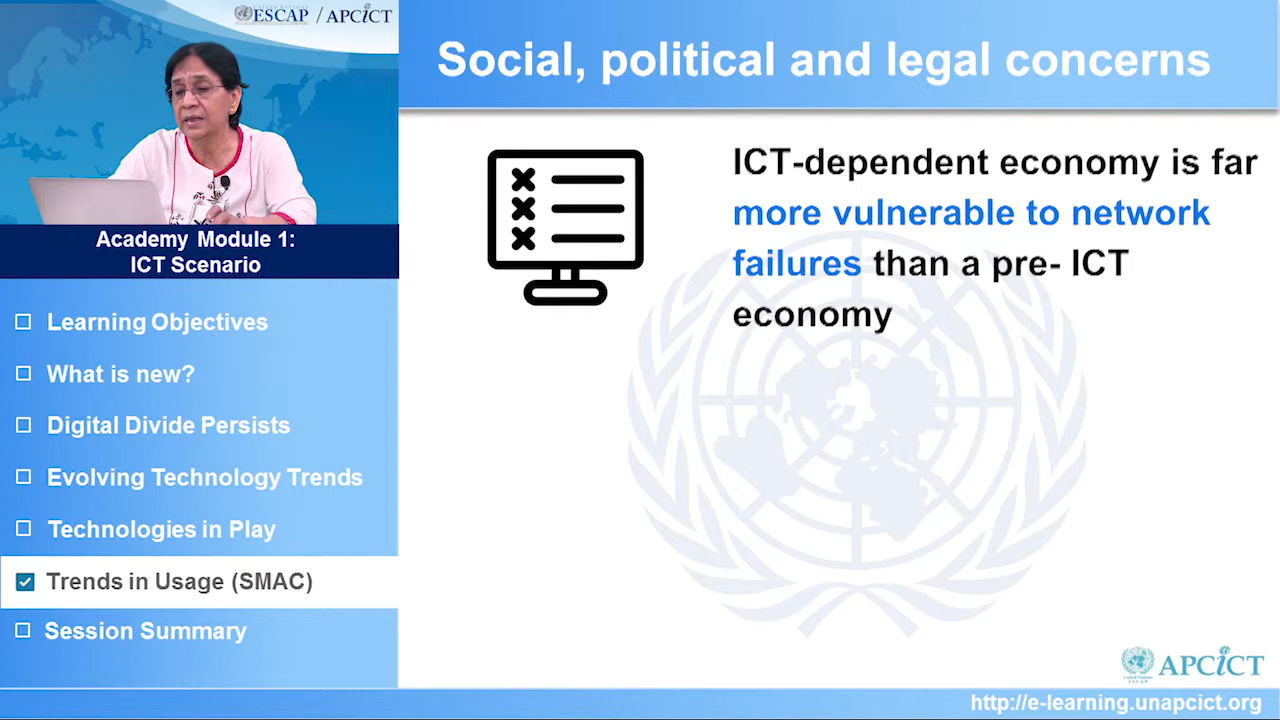 ESCAP / APCICT
Social, political and legal concerns
ICT-dependent economy is far
more vulnerable to network
failures than a pre- ICT
economy
Academy Module 1:
ICT Scenario
Learning Objectives
What is new?
Digital Divide Persists
Evolving Technology Trends
Technologies in Play
Trends in Usage (SMAC)
Session Summary
APCICT
http://e-learning.unapcict.org